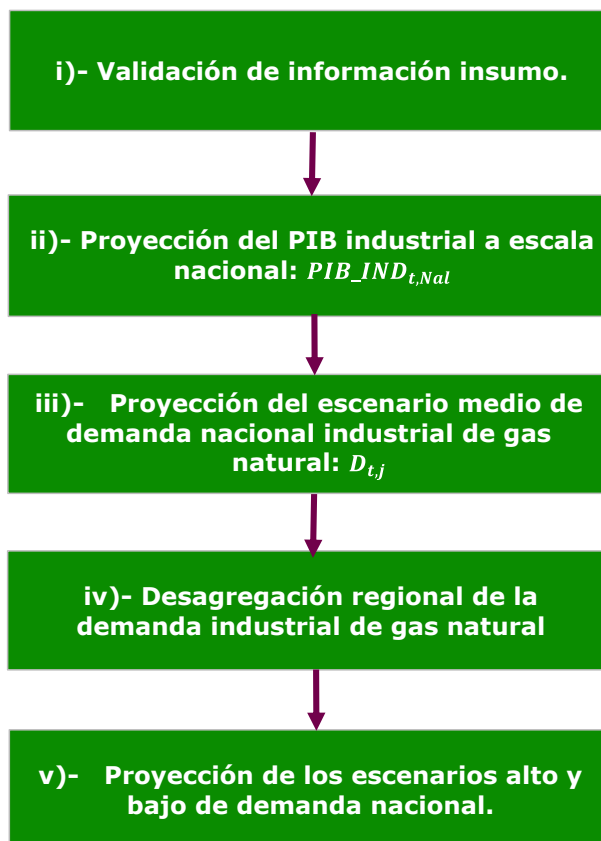 i)- Validación de información insumo.
ii)- Proyección del PIB industrial a escala
nacional: PIB_IND_{t,Nal}
iii)- Proyección del escenario medio de
demanda nacional industrial de gas
natural: D_{t,j}
iv)- Desagregación regional de la
demanda industrial de gas natural
v)- Proyección de los escenarios alto y
bajo de demanda nacional.